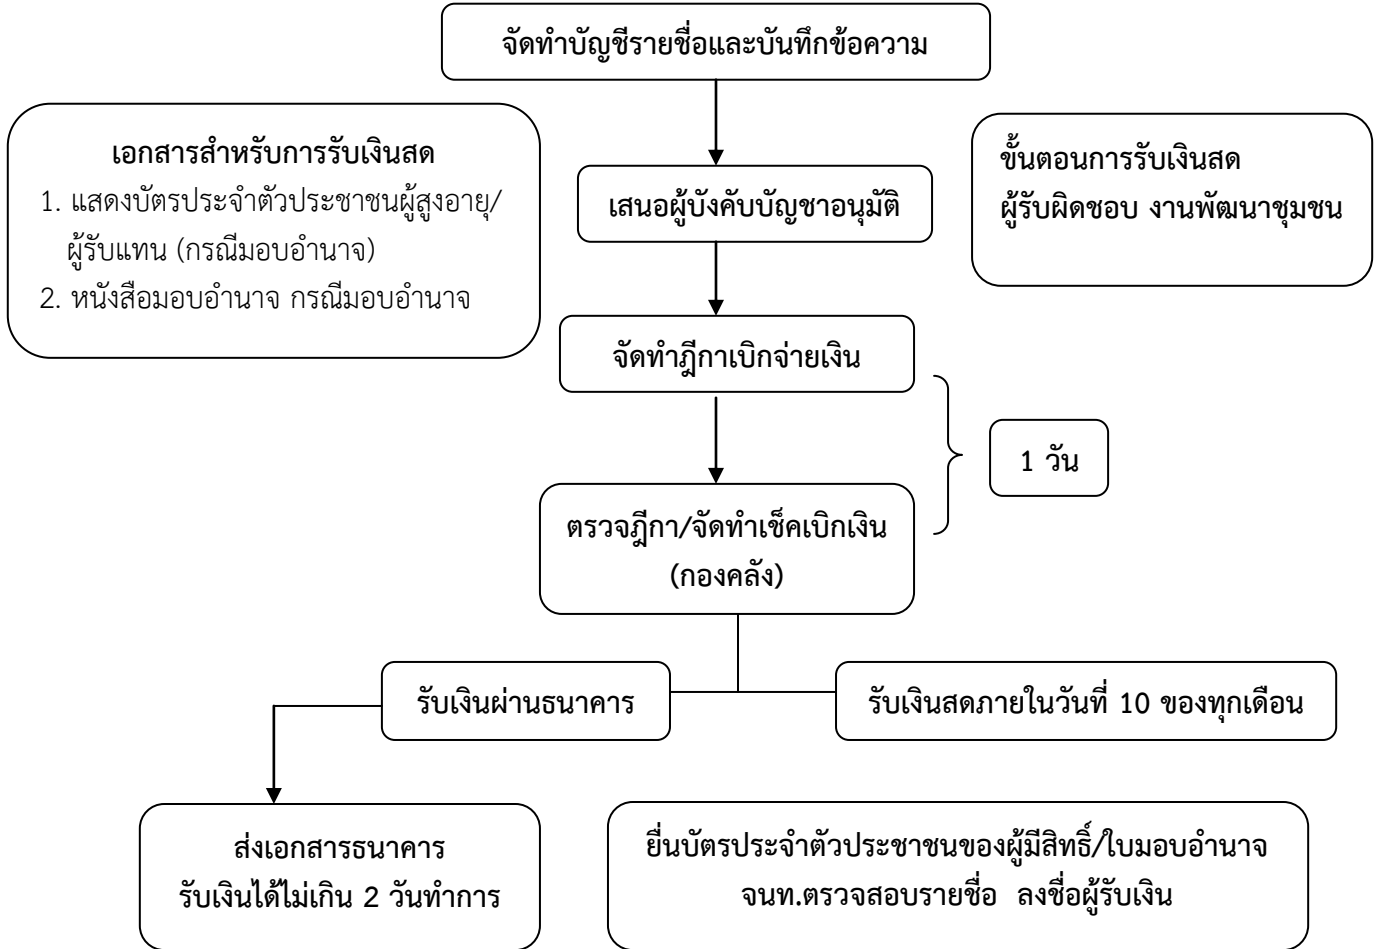 จัดทำบัญชีรายชื่อและบันทึกข้อความ
เอกสารสำหรับการรับเงินสด
1. แสดงบัตรประจำตัวประชาชนผู้สูงอายุ/
ผู้รับแทน (กรณีมอบอำนาจ)
2. หนังสือมอบอำนาจ กรณีมอบอำนาจ
เสนอผู้บังคับบัญชาอนุมัติ
ขั้นตอนการรับเงินสด
ผู้รับผิดชอบ งานพัฒนาชุมชน
จัดทำฎีกาเบิกจ่ายเงิน
1 วัน
ตรวจฎีกา/จัดทำเช็คเบิกเงิน
(กองคลัง)
รับเงินผ่านธนาคาร
รับเงินสดภายในวันที่ 10 ของทุกเดือน
ส่งเอกสารธนาคาร
รับเงินได้ไม่เกิน 2 วันทำการ
ยื่นบัตรประจำตัวประชาชนของผู้มีสิทธิ์/ใบมอบอำนาจ
จนท.ตรวจสอบรายชื่อ ลงชื่อผู้รับเงิน